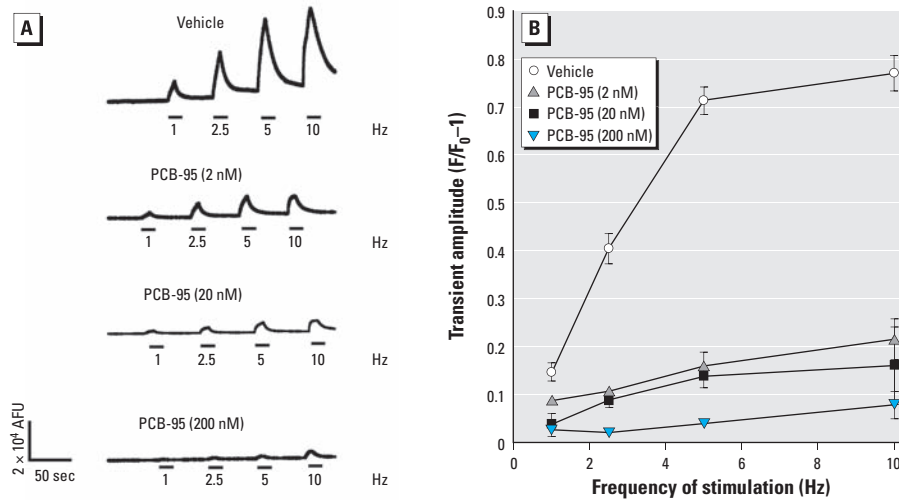 A
Vehicle
1 2.5 5 10 Hz
PCB-95 (2 nM)
1 2.5 5 10 Hz
PCB-95 (20 nM)
1 2.5 5 10 Hz
PCB-95 (200 nM)
1 2.5 5 10 Hz
2 × 10⁴ AFU
50 sec
B
Vehicle
PCB-95 (2 nM)
PCB-95 (20 nM)
PCB-95 (200 nM)
Transient amplitude (F/F₀–1)
0.9
0.8
0.7
0.6
0.5
0.4
0.3
0.2
0.1
0
0 2 4 6 8 10
Frequency of stimulation (Hz)